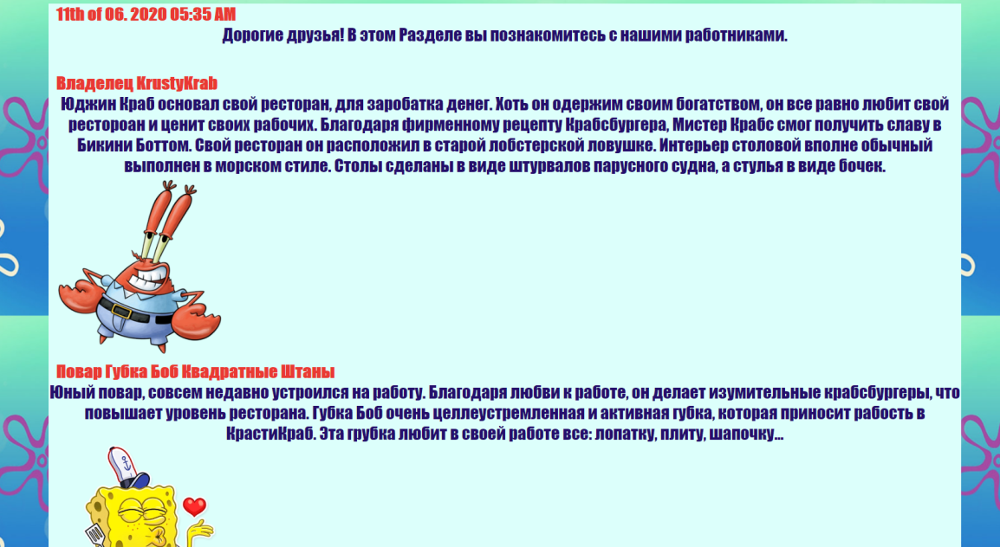 11th of 06. 2020 05:35 AM
Дорогие друзья! В этом Разделе вы познакомитесь с нашими работниками.
Владелец KrustyKrab
Юджин Краб основал свой ресторан, для заробатка денег. Хоть он одержим своим богатством, он все равно любит свой
рестороан и ценит своих рабочих. Благодаря фирменному рецепту Крабсбургера, Мистер Крабс смог получить славу в
Бикини Боттом. Свой ресторан он расположил в старой лобстерской ловушке. Интерьер столовой вполне обычный
выполнен в морском стиле. Столы сделаны в виде штурвалов парусного судна, а стулья в виде бочек.
Повар Губка Боб Квадратные Штаны
Юный повар, совсем недавно устроился на работу. Благодаря любви к работе, он делает изумительные крабсбургеры, что
повышает уровень ресторана. Губка Боб очень целлеустремленная и активная губка, которая приносит рабость в
КрастиКраб. Эта грубка любит в своей работе все: лопатку, плиту, шапочку...